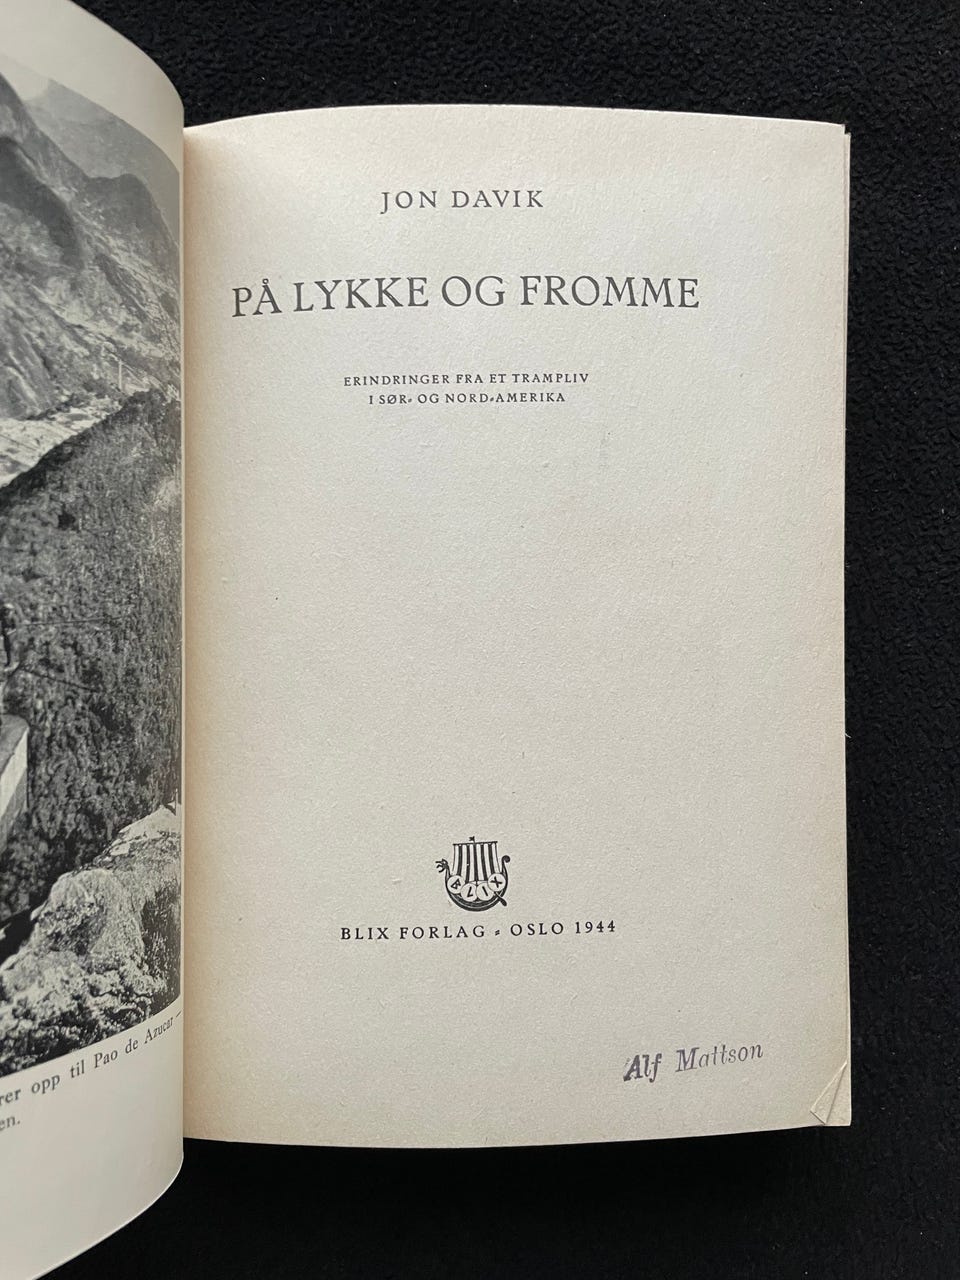 JON DAVIK
PÅ LYKKE OG FROMME
ERINDRINGER FRA ET TRAMPLIV
I SØR- OG NORD-AMERIKA
BLIX
BLIX FORLAG - OSLO 1944
Alf Mattson
rer opp til Pao de Azucar —
en.